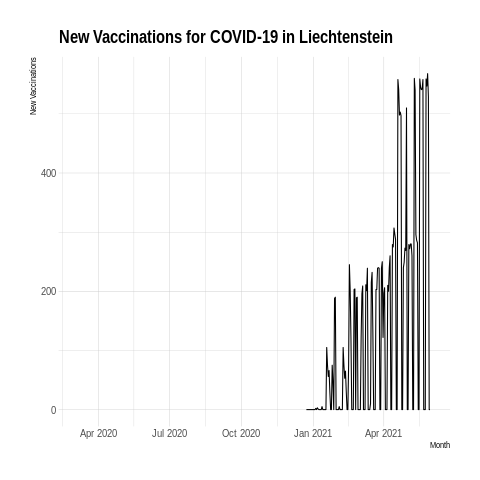 New Vaccinations for COVID-19 in Liechtenstein
New Vaccinations
400
200
0
Apr 2020 Jul 2020 Oct 2020 Jan 2021 Apr 2021
Month